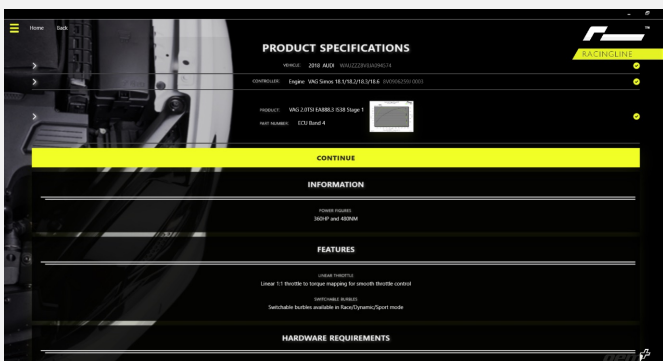 Home Back
PRODUCT SPECIFICATIONS
RACINGLINE
VEHICLE: 2018 AUDI
CONTROLLER: Engine VAG Simos 18.1/18.2/18.3/18.6
PRODUCT: VAG 2.0TSI EA888.3 IS38 Stage 1
PART NUMBER: ECU Band 4
CONTINUE
INFORMATION
POWER FIGURES
360HP and 480NM
FEATURES
LINEAR THROTTLE
Linear 1:1 throttle to torque mapping for smooth throttle control
SWITCHABLE BURBLES
Switchable burbles available in Race/Dynamic/Sport mode
HARDWARE REQUIREMENTS